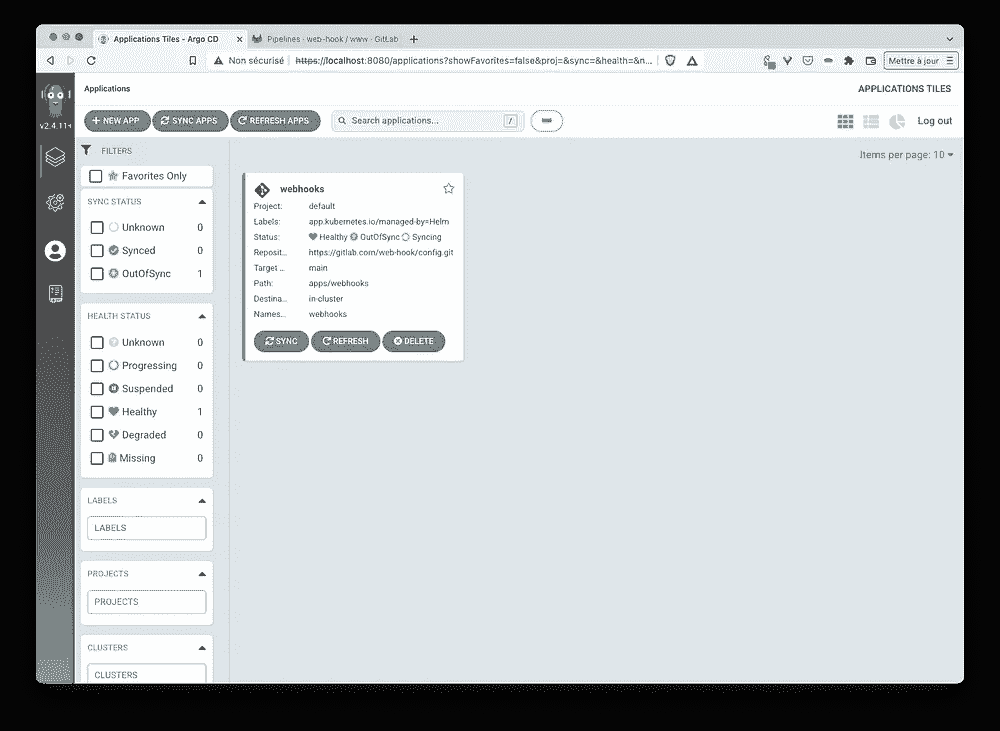 Applications Tiles - Argo CD
Pipelines · web-hook / www · GitLab
Non sécurisé
https://localhost:8080/applications?showFavorites=false&proj=&sync=&health=&n...
Mettre à jour
v2.4.11+
Applications
APPLICATIONS TILES
NEW APP
SYNC APPS
REFRESH APPS
Search applications...
/
Log out
FILTERS
Items per page: 10
Favorites Only
SYNC STATUS
Unknown 0
Synced 0
OutOfSync 1
HEALTH STATUS
Unknown 0
Progressing 0
Suspended 0
Healthy 1
Degraded 0
Missing 0
LABELS
LABELS
PROJECTS
PROJECTS
CLUSTERS
CLUSTERS
webhooks
Project: default
Labels: app.kubernetes.io/managed-by=Helm
Status: Healthy OutOfSync Syncing
Reposit... https://gitlab.com/web-hook/config.git
Target ... main
Path: apps/webhooks
Destina... in-cluster
Names... webhooks
SYNC
REFRESH
DELETE